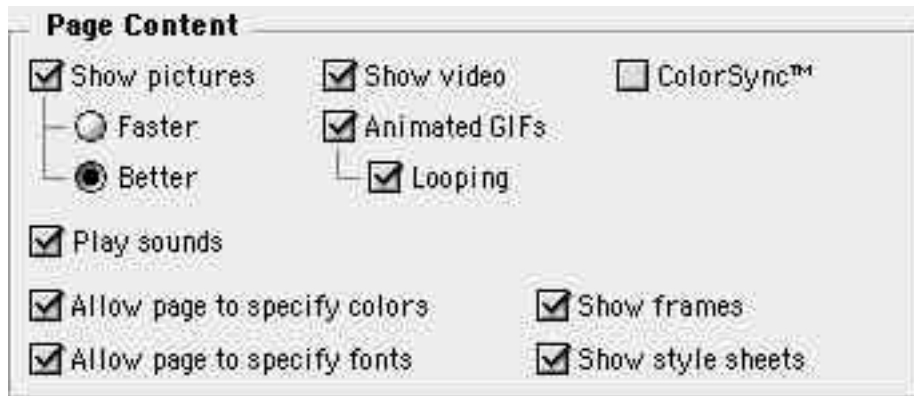 Page Content
Show pictures Show video ColorSync™
Faster Animated GIFs
Better Looping
Play sounds
Allow page to specify colors Show frames
Allow page to specify fonts Show style sheets